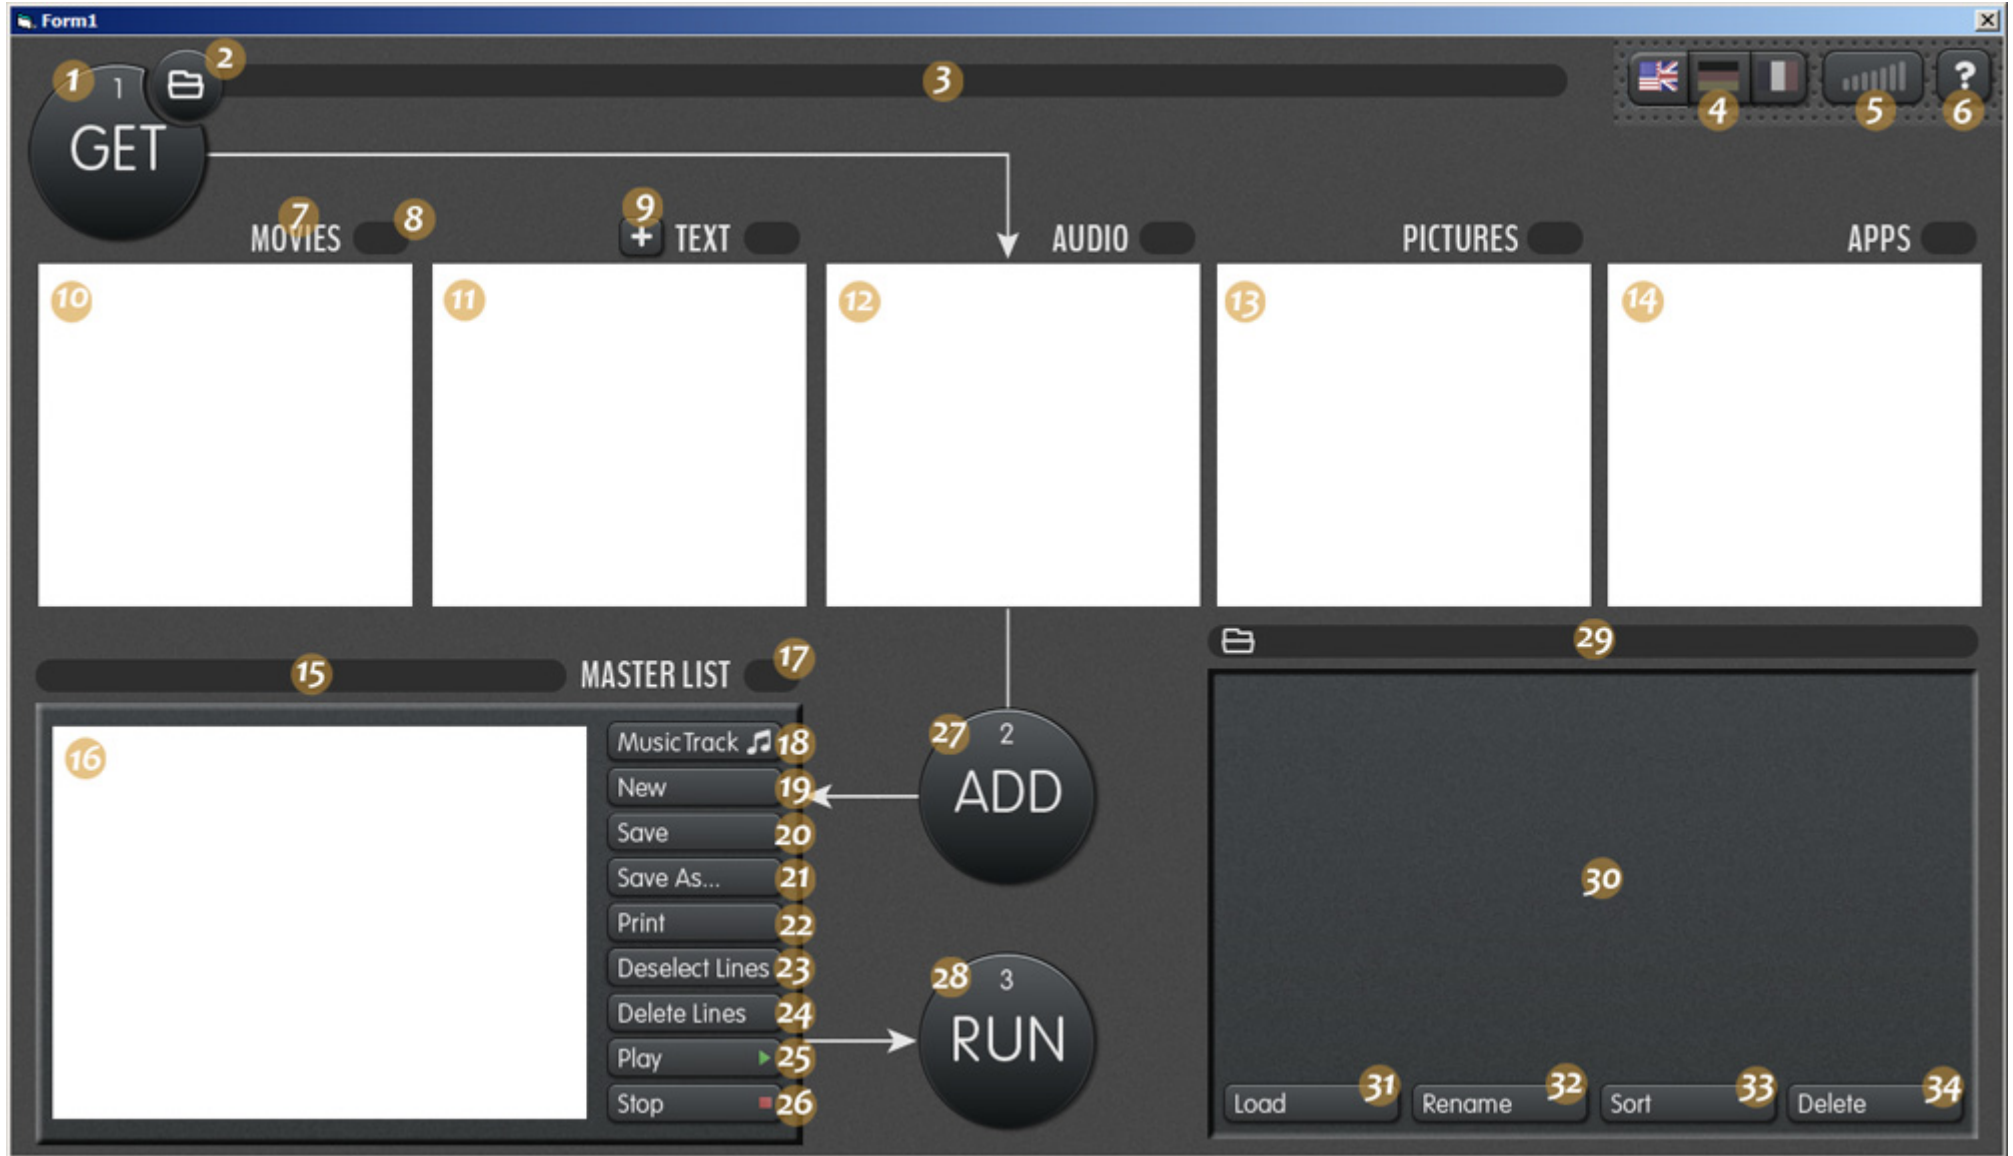 Form1
1 2 3 4 5 6
1
GET
?
7 8 9
MOVIES + TEXT AUDIO PICTURES APPS
10 11 12 13 14
15 MASTER LIST 17 29
16
MusicTrack 18
New 19
Save 20
Save As... 21
Print 22
Deselect Lines 23
Delete Lines 24
Play 25
Stop 26
27 2
ADD
28 3
RUN
30
Load 31 Rename 32 Sort 33 Delete 34